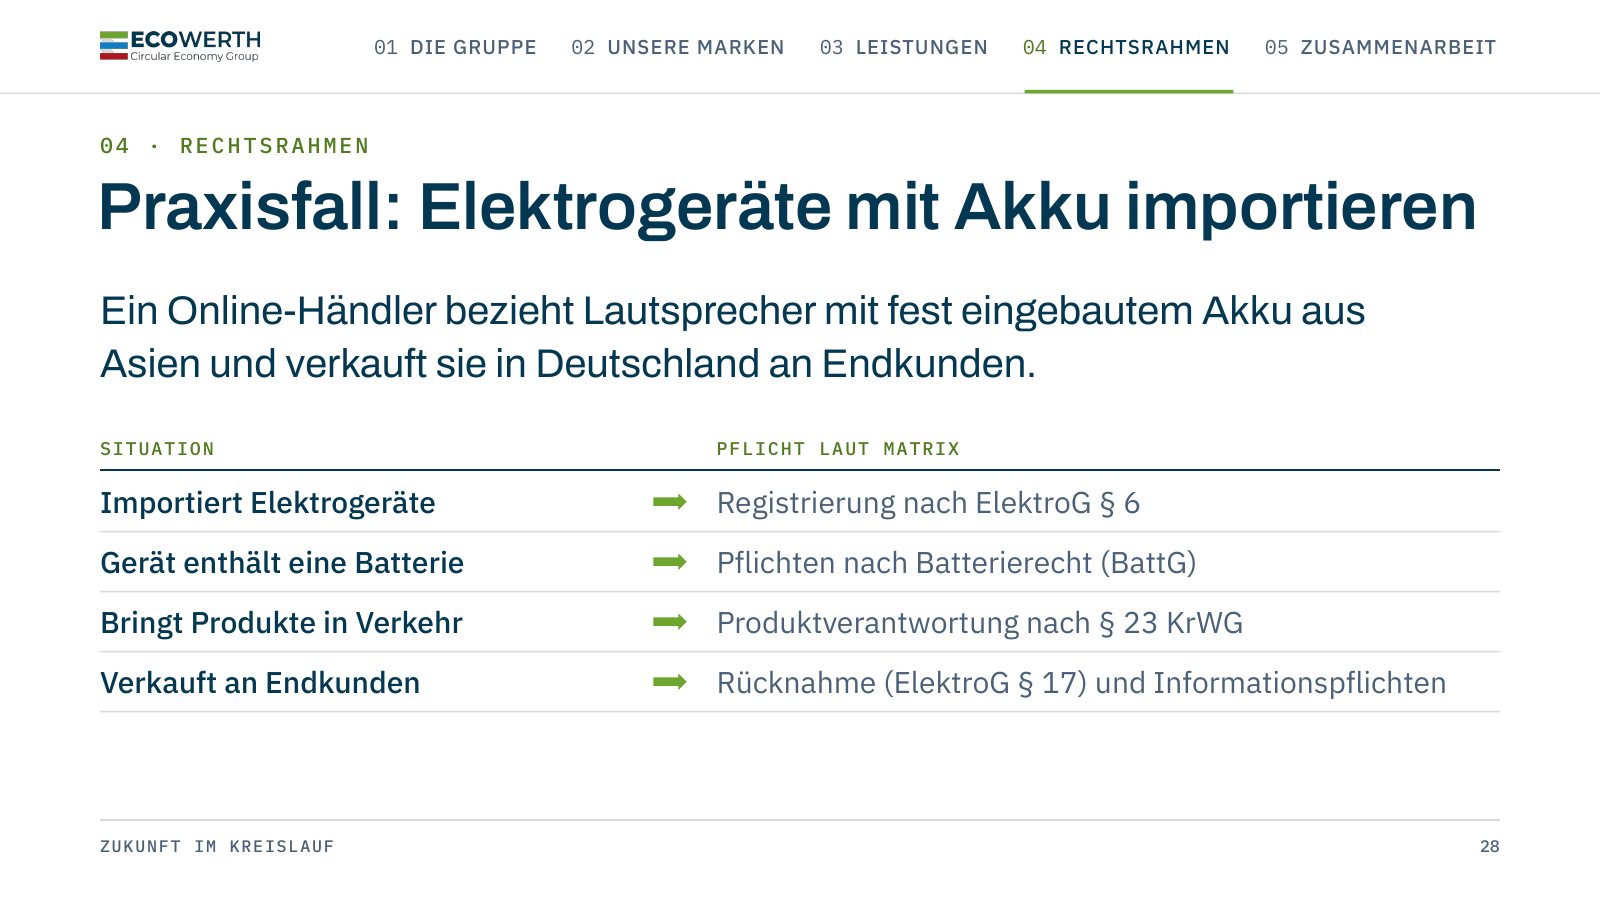 ECOWERTH
Circular Economy Group
01 DIE GRUPPE
02 UNSERE MARKEN
03 LEISTUNGEN
04 RECHTSRAHMEN
05 ZUSAMMENARBEIT
04 · RECHTSRAHMEN
Praxisfall: Elektrogeräte mit Akku importieren
Ein Online-Händler bezieht Lautsprecher mit fest eingebautem Akku aus
Asien und verkauft sie in Deutschland an Endkunden.
SITUATION PFLICHT LAUT MATRIX
Importiert Elektrogeräte ➡ Registrierung nach ElektroG § 6
Gerät enthält eine Batterie ➡ Pflichten nach Batterierecht (BattG)
Bringt Produkte in Verkehr ➡ Produktverantwortung nach § 23 KrWG
Verkauft an Endkunden ➡ Rücknahme (ElektroG § 17) und Informationspflichten
ZUKUNFT IM KREISLAUF 28